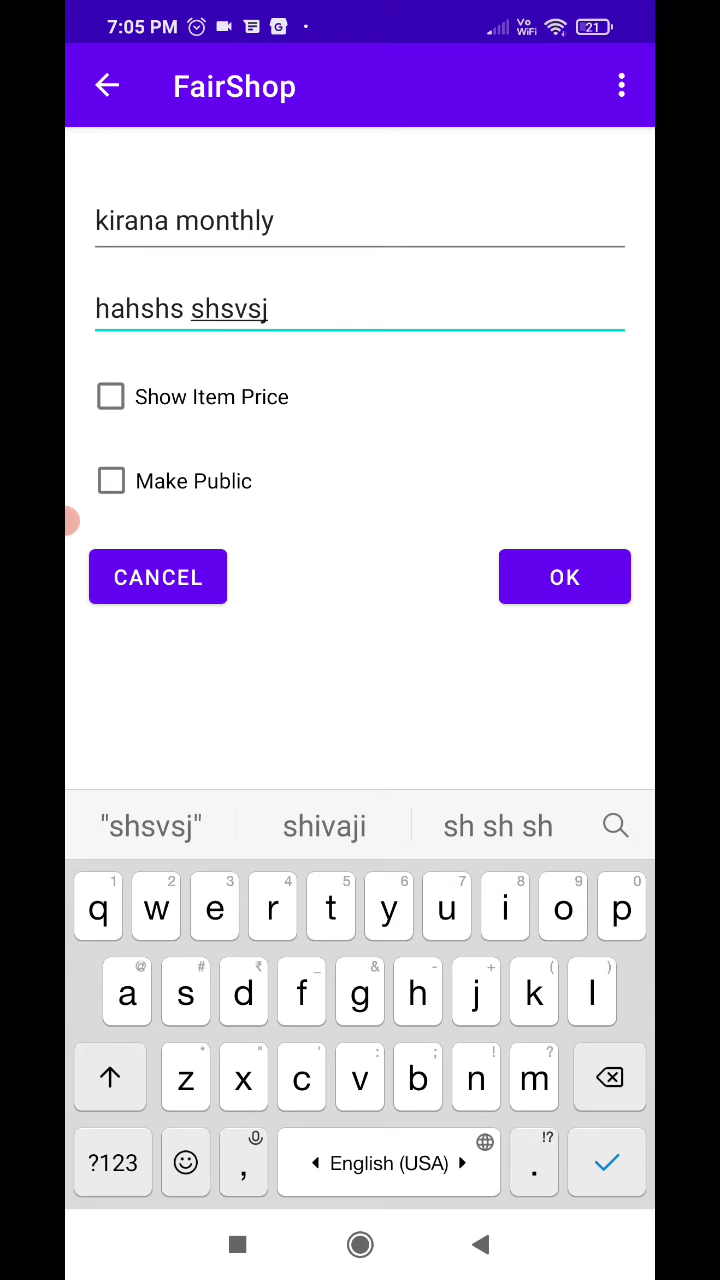 7:05 PM G Vo WiFi 21
FairShop
kirana monthly
hahshs shsvsj
Show Item Price
Make Public
CANCEL OK
"shsvsj" shivaji sh sh sh
1 2 3 4 5 6 7 8 9 0
q w e r t y u i o p
@ # ₹ _ & - + ( )
a s d f g h j k l
* " ' : ; ! ?
z x c v b n m
?123 , English (USA) . !?